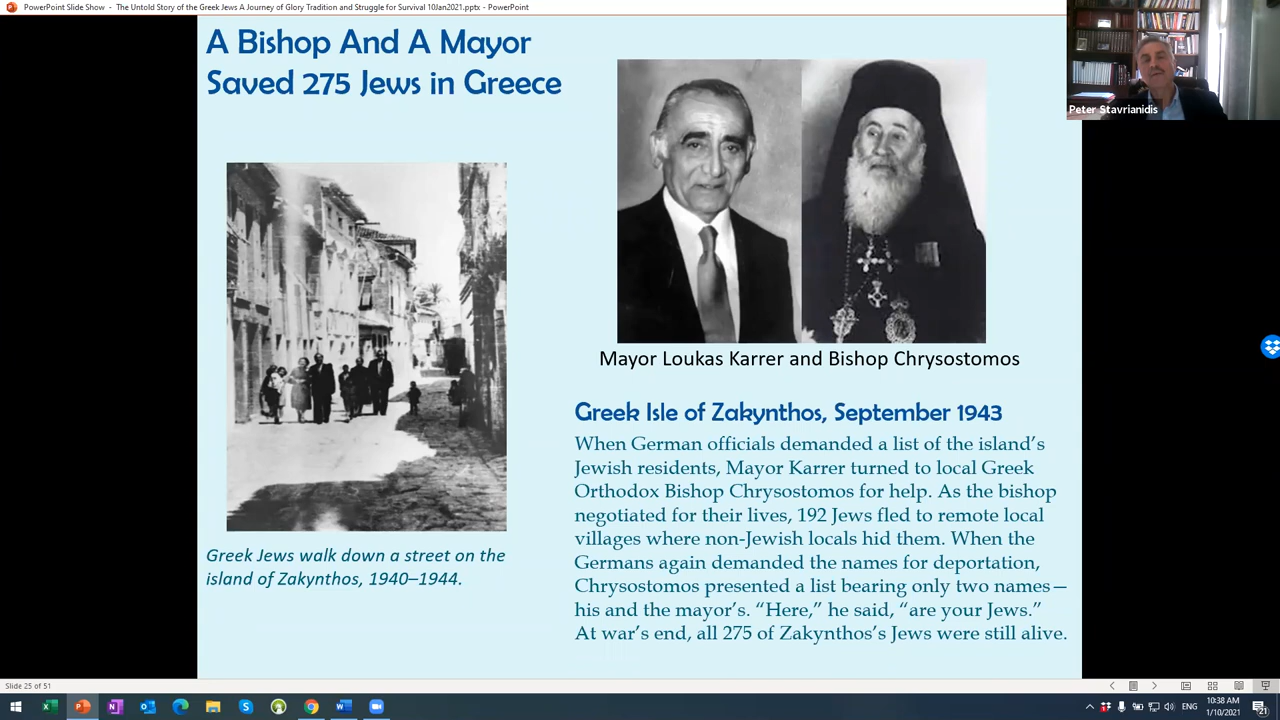 PowerPoint Slide Show - The Untold Story of the Greek Jews A Journey of Glory Tradition and Struggle for Survival 10Jan2021.pptx - PowerPoint
A Bishop And A Mayor
Saved 275 Jews in Greece
Peter Stavrianidis
Mayor Loukas Karrer and Bishop Chrysostomos
Greek Jews walk down a street on the
island of Zakynthos, 1940–1944.
Greek Isle of Zakynthos, September 1943
When German officials demanded a list of the island's
Jewish residents, Mayor Karrer turned to local Greek
Orthodox Bishop Chrysostomos for help. As the bishop
negotiated for their lives, 192 Jews fled to remote local
villages where non-Jewish locals hid them. When the
Germans again demanded the names for deportation,
Chrysostomos presented a list bearing only two names—
his and the mayor's. “Here,” he said, “are your Jews.”
At war's end, all 275 of Zakynthos's Jews were still alive.
Slide 25 of 51
ENG
10:38 AM
1/10/2021
21